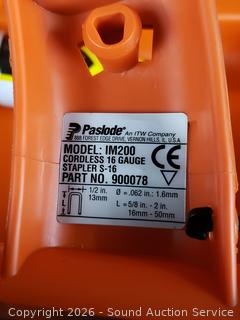 Paslode®
An ITW Company
888 FOREST EDGE DRIVE, VERNON HILLS, IL U.S.A.
MODEL: IM200
CORDLESS 16 GAUGE
STAPLER S-16
PART NO. 900078
CE
1/2 in.
13mm
Ø = .062 in.: 1.6mm
L = 5/8 in. - 2 in.
16mm - 50mm
L
Copyright © 2026 - Sound Auction Service